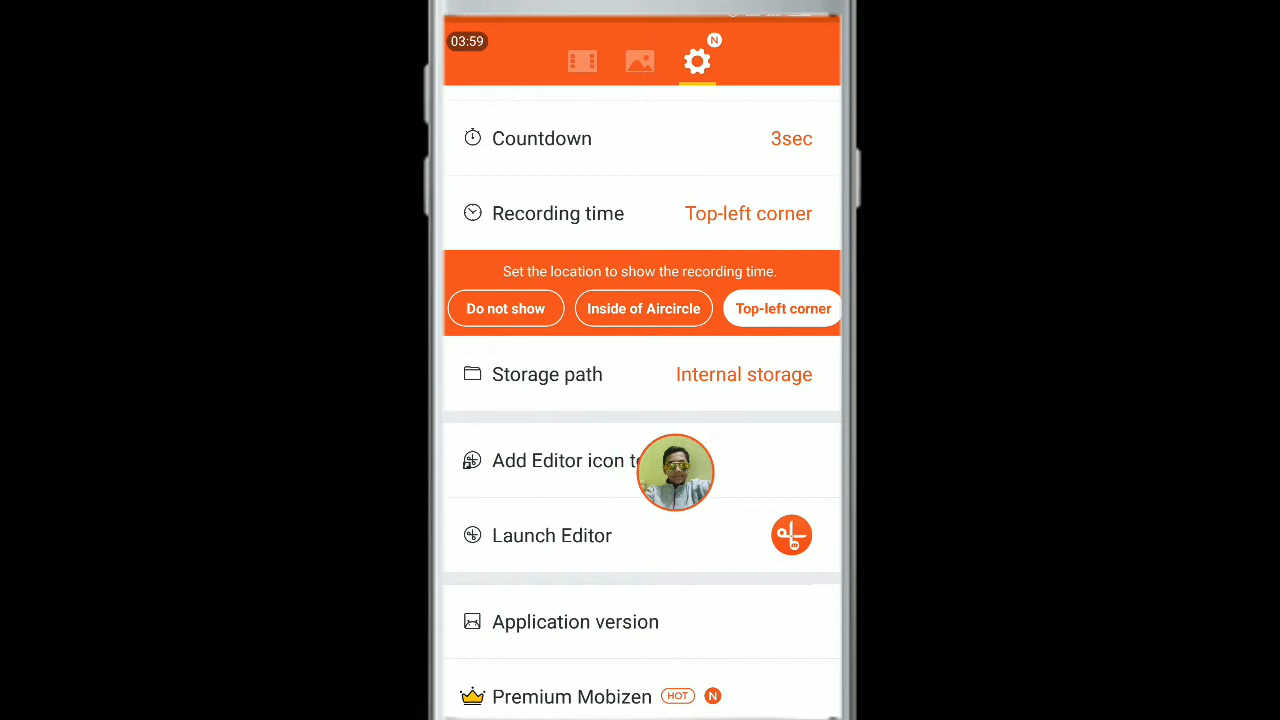 N
03:59
Countdown 3sec
Recording time Top-left corner
Set the location to show the recording time.
Do not show Inside of Aircircle Top-left corner
Storage path Internal storage
Add Editor icon
Launch Editor
m
Application version
Premium Mobizen HOT N